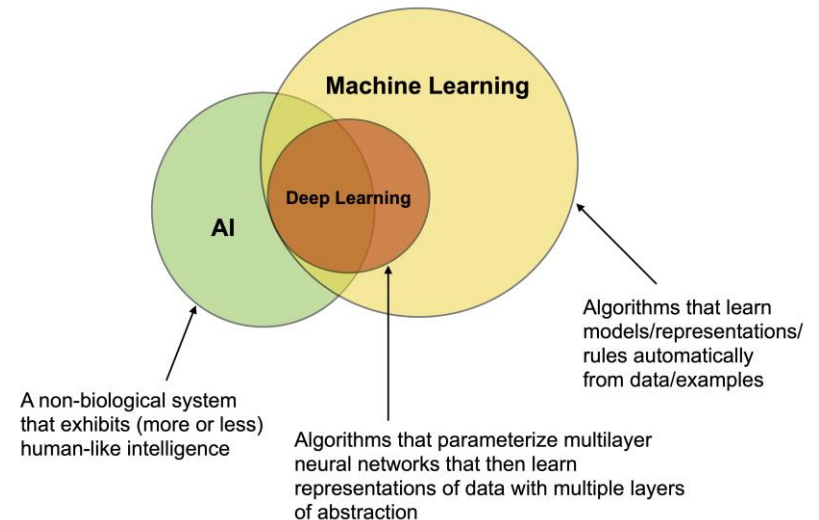 Machine Learning
Deep Learning
AI
Algorithms that learn
models/representations/
rules automatically
from data/examples
A non-biological system
that exhibits (more or less)
human-like intelligence
Algorithms that parameterize multilayer
neural networks that then learn
representations of data with multiple layers
of abstraction